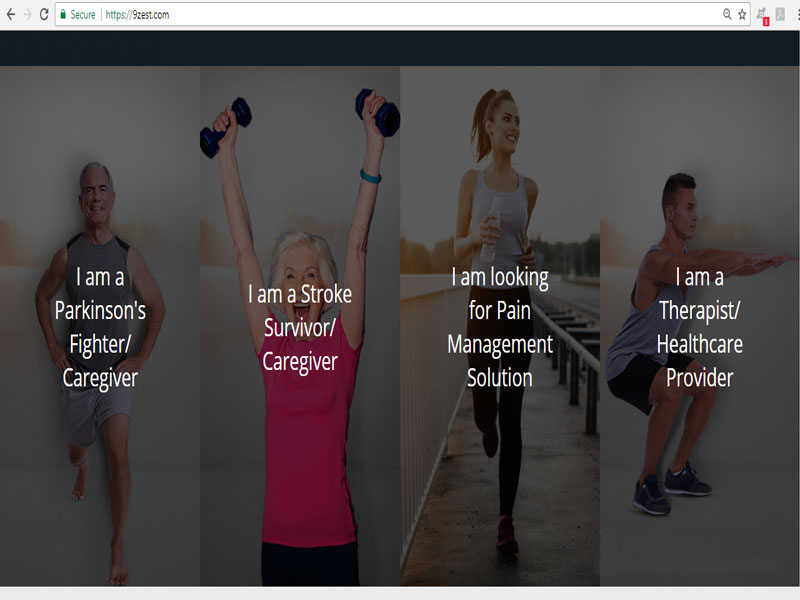 Secure https://9zest.com
9
I am a
Parkinson's
Fighter/
Caregiver
I am a Stroke
Survivor/
Caregiver
I am looking
for Pain
Management
Solution
I am a
Therapist/
Healthcare
Provider